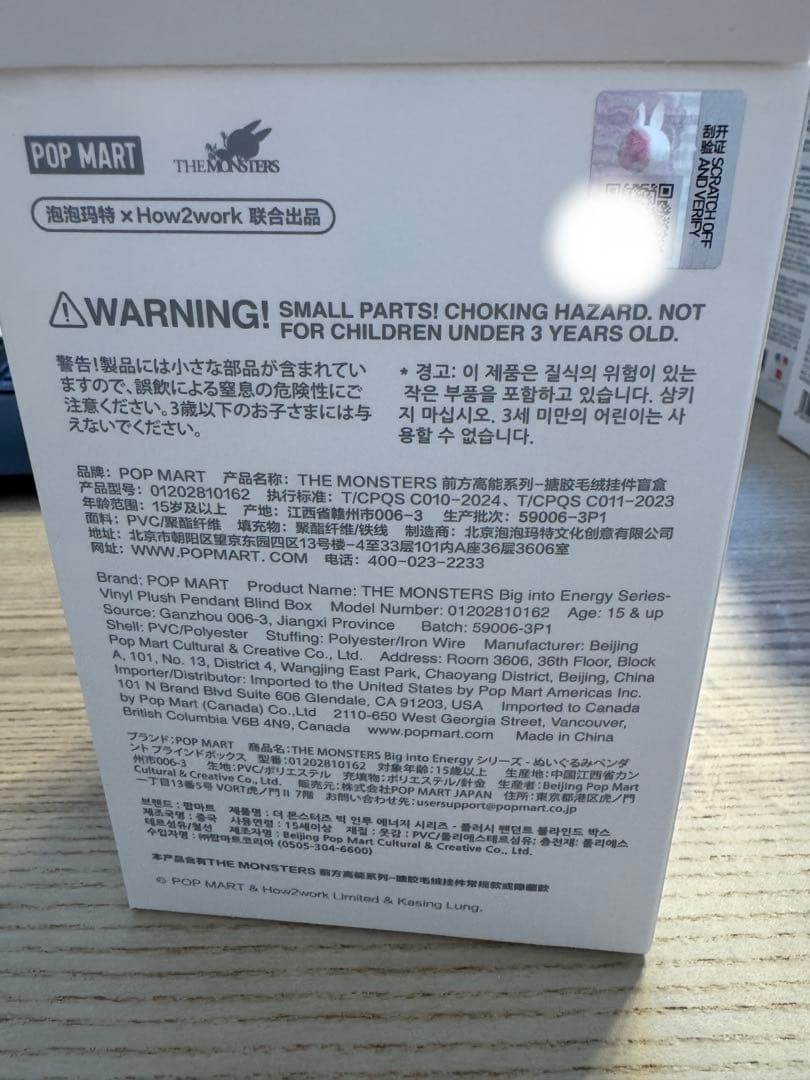 POP MART
THE MONSTERS
泡泡玛特 × How2work 联合出品
刮开验证 SCRATCH OFF AND VERIFY
WARNING! SMALL PARTS! CHOKING HAZARD. NOT
FOR CHILDREN UNDER 3 YEARS OLD.
警告!製品には小さな部品が含まれてい
ますので、誤飲による窒息の危険性にご
注意ください。3歳以下のお子さまには与
えないでください。
* 경고: 이 제품은 질식의 위험이 있는
작은 부품을 포함하고 있습니다. 삼키
지 마십시오. 3세 미만의 어린이는 사
용할 수 없습니다.
品牌: POP MART 产品名称: THE MONSTERS 前方高能系列-搪胶毛绒挂件盲盒
产品型号: 01202810162 执行标准: T/CPQS C010-2024、T/CPQS C011-2023
年龄范围: 15岁及以上 产地: 江西省赣州市006-3 生产批次: 59006-3P1
面料: PVC/聚酯纤维 填充物: 聚酯纤维/铁线 制造商: 北京泡泡玛特文化创意有限公司
地址: 北京市朝阳区望京东园四区13号楼-4至33层101内A座36层3606室
网址: WWW.POPMART.COM 电话: 400-023-2233
Brand: POP MART Product Name: THE MONSTERS Big into Energy Series-
Vinyl Plush Pendant Blind Box Model Number: 01202810162 Age: 15 & up
Source: Ganzhou 006-3, Jiangxi Province Batch: 59006-3P1
Shell: PVC/Polyester Stuffing: Polyester/Iron Wire Manufacturer: Beijing
Pop Mart Cultural & Creative Co., Ltd. Address: Room 3606, 36th Floor, Block
A, 101, No. 13, District 4, Wangjing East Park, Chaoyang District, Beijing, China
Importer/Distributor: Imported to the United States by Pop Mart Americas Inc.
101 N Brand Blvd Suite 606 Glendale, CA 91203, USA Imported to Canada
by Pop Mart (Canada) Co.,Ltd 2110-650 West Georgia Street, Vancouver,
British Columbia V6B 4N9, Canada www.popmart.com Made in China
ブランド:POP MART 商品名:THE MONSTERS Big into Energy シリーズ - ぬいぐるみペンダ
ント ブラインドボックス 型番:01202810162 対象年齢:15歳以上 生産地:中国江西省カン
州市006-3 生地:PVC/ポリエステル 充填物:ポリエステル/針金 生産者:Beijing Pop Mart
Cultural & Creative Co., Ltd. 販売元:株式会社POP MART JAPAN 住所:東京都港区虎ノ門
一丁目13番5号 VORT虎ノ門Ⅱ 7階 お問い合わせ先:usersupport@popmart.co.jp
브랜드 : 팝마트 제품명 : 더 몬스터즈 빅 인투 에너지 시리즈 - 플러시 펜던트 블라인드 박스
제조국명 : 중국 사용연령 : 15세이상 재질 : 겉감 : PVC/폴리에스테르섬유; 충전재: 폴리에스
테르섬유/철선 제조자명 : Beijing Pop Mart Cultural & Creative Co., Ltd.
수입자명 : ㈜팝마트코리아 (0505-304-6600)
本产品含有THE MONSTERS 前方高能系列-搪胶毛绒挂件常规款或隐藏款
© POP MART & How2work Limited & Kasing Lung.